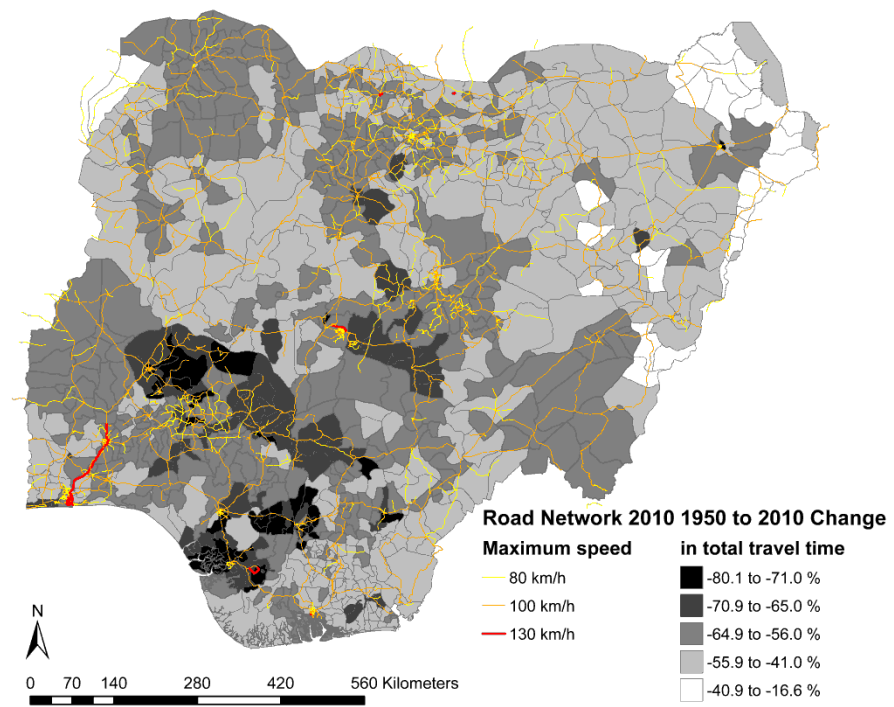 Road Network 2010 1950 to 2010 Change
Maximum speed in total travel time
80 km/h -80.1 to -71.0 %
100 km/h -70.9 to -65.0 %
130 km/h -64.9 to -56.0 %
-55.9 to -41.0 %
-40.9 to -16.6 %
N
0 70 140 280 420 560 Kilometers